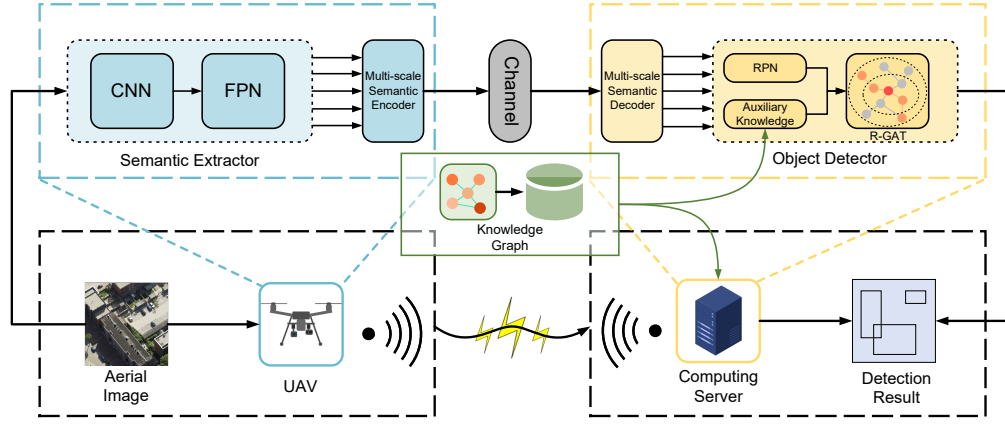 CNN
FPN
Semantic Extractor
Multi-scale
Semantic
Encoder
Channel
Multi-scale
Semantic
Decoder
RPN
Auxiliary
Knowledge
R-GAT
Object Detector
Knowledge
Graph
Aerial
Image
UAV
Computing
Server
Detection
Result